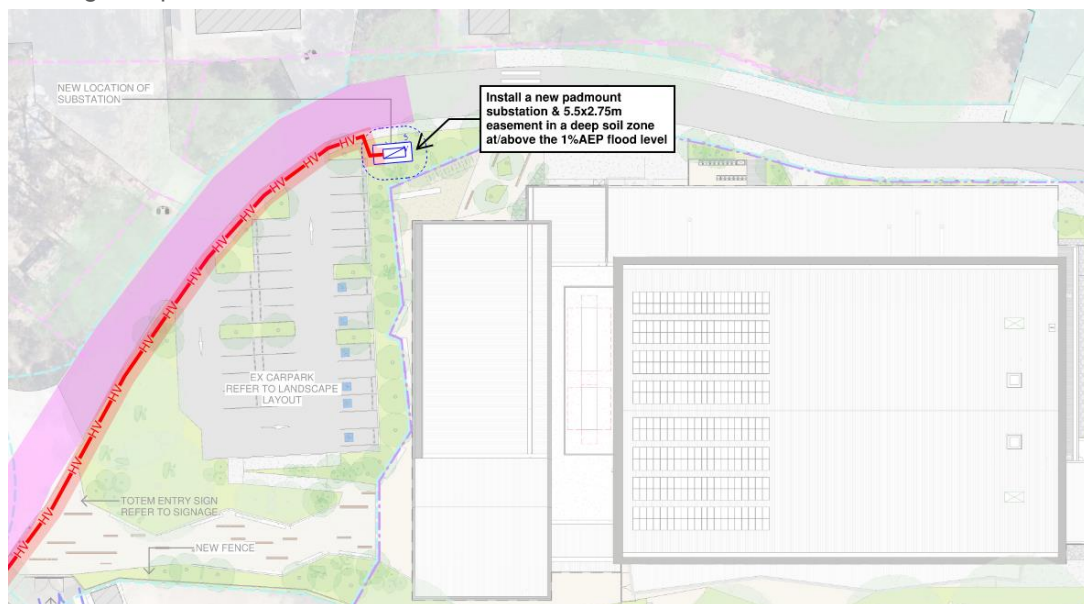 NEW LOCATION OF
SUBSTATION
Install a new padmount
substation & 5.5x2.75m
easement in a deep soil zone
at/above the 1%AEP flood level
HV
HV
HV
HV
HV
HV
HV
HV
HV
HV
HV
EX CARPARK
REFER TO LANDSCAPE
LAYOUT
TOTEM ENTRY SIGN
REFER TO SIGNAGE
NEW FENCE